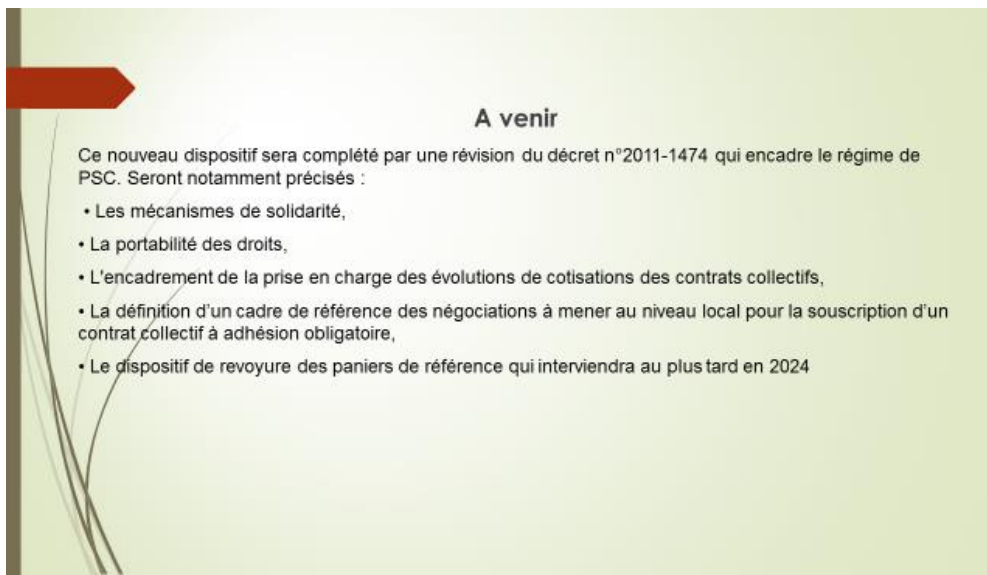 A venir
Ce nouveau dispositif sera complété par une révision du décret n°2011-1474 qui encadre le régime de
PSC. Seront notamment précisés :
• Les mécanismes de solidarité,
• La portabilité des droits,
• L'encadrement de la prise en charge des évolutions de cotisations des contrats collectifs,
• La définition d'un cadre de référence des négociations à mener au niveau local pour la souscription d'un
contrat collectif à adhésion obligatoire,
• Le dispositif de revoyure des paniers de référence qui interviendra au plus tard en 2024